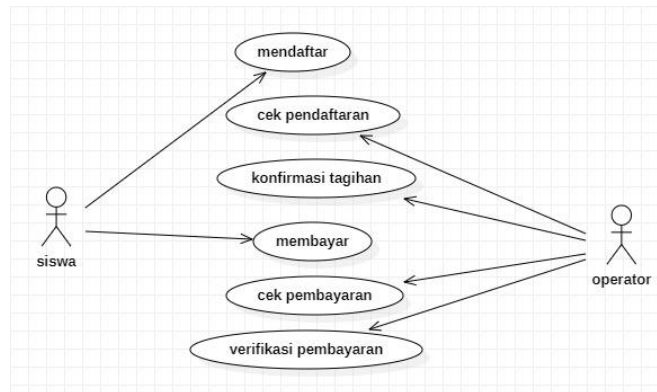 mendaftar
cek pendaftaran
konfirmasi tagihan
membayar
siswa
operator
cek pembayaran
verifikasi pembayaran